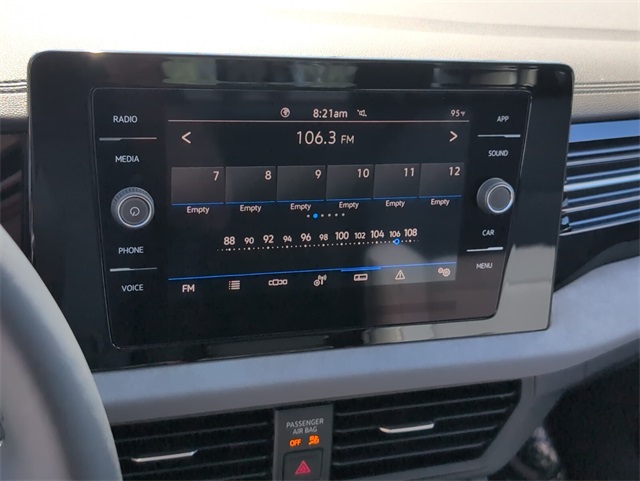 RADIO
MEDIA
PHONE
VOICE
8:21am 95°F
< 106.3 FM >
7 8 9 10 11 12
Empty Empty Empty Empty Empty Empty
88 90 92 94 96 98 100 102 104 106 108
FM
APP
SOUND
CAR
MENU
PASSENGER
AIR BAG
OFF